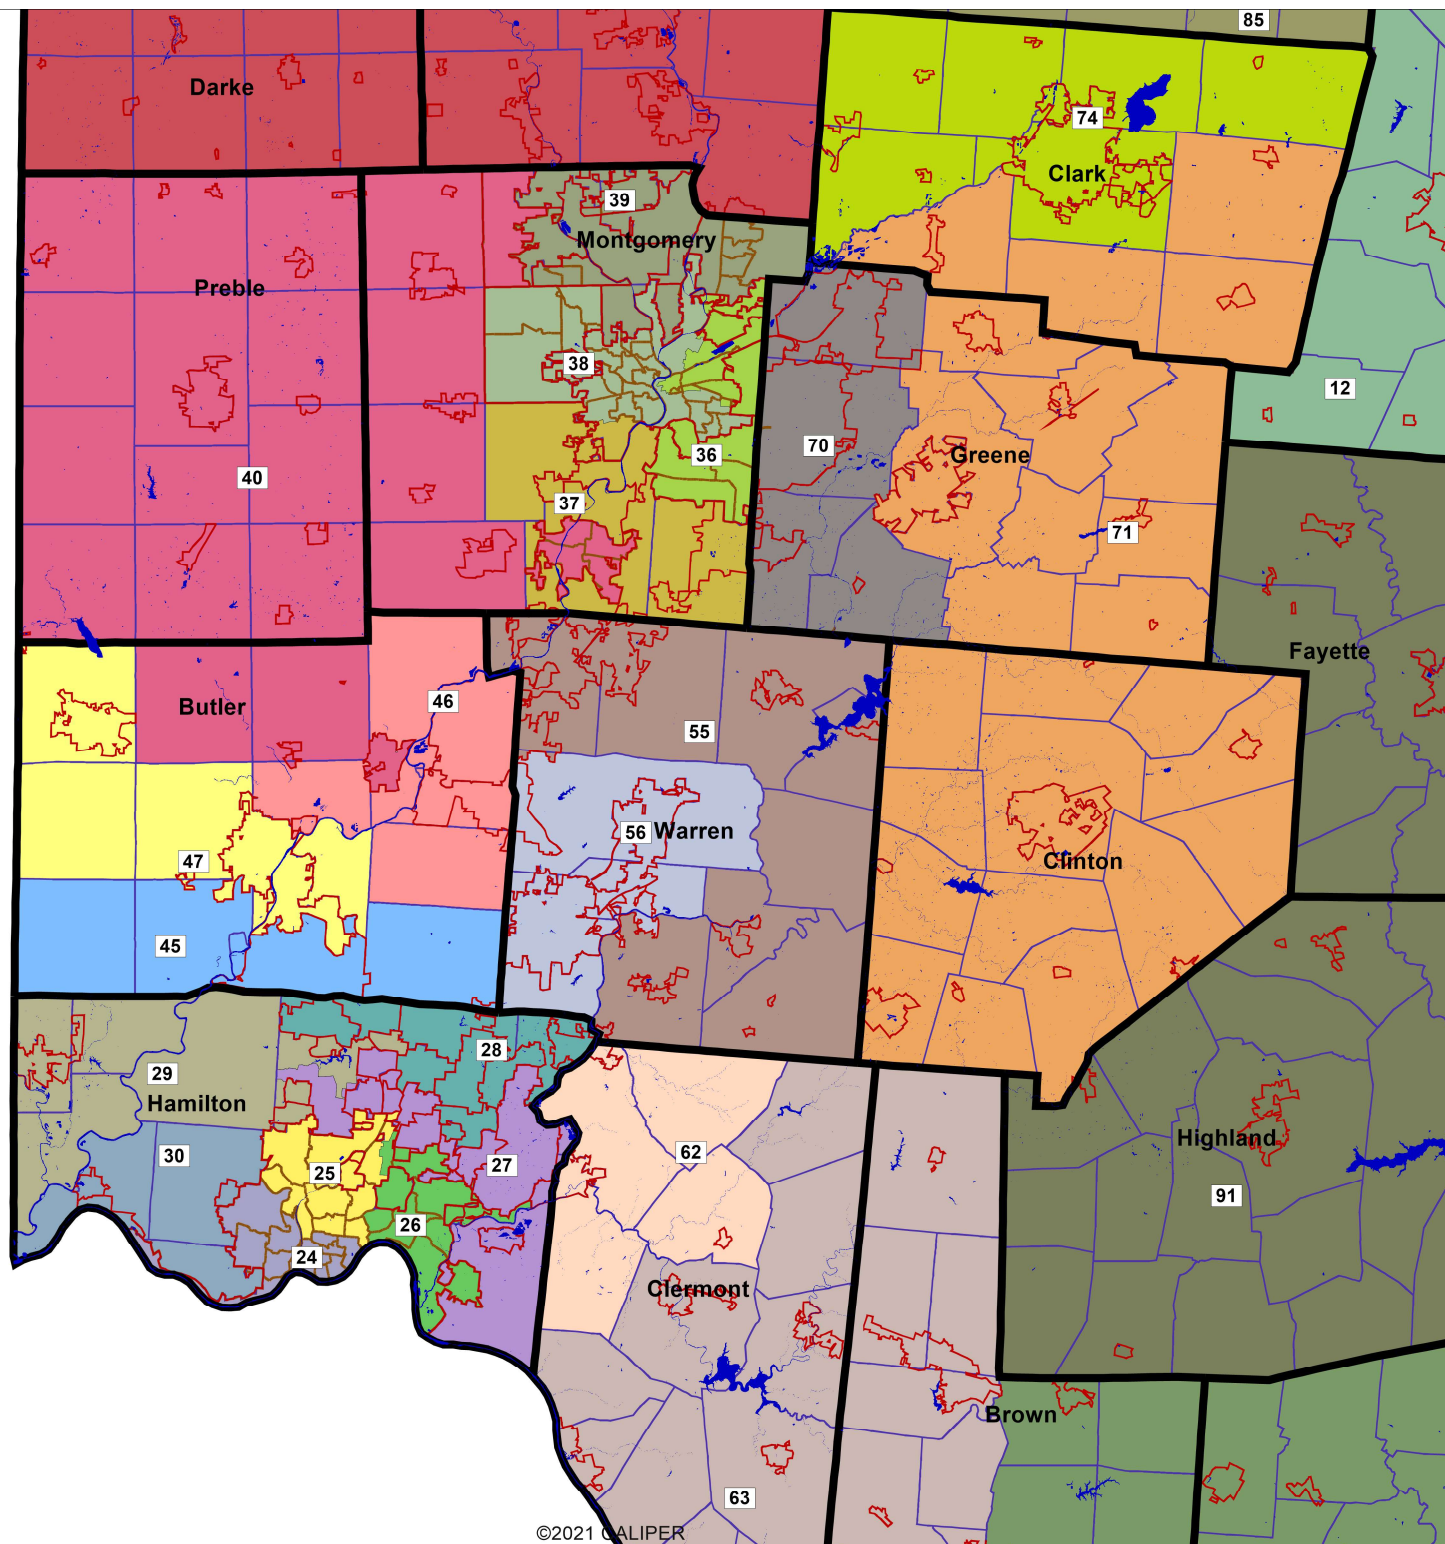 85
Darke
74
Clark
39
Montgomery
Preble
38
12
70
36
Greene
40
37
71
Fayette
46
Butler
55
56 Warren
47
Clinton
45
28
29
Hamilton
Highland
62
30
27
25
91
26
24
Clermont
Brown
63
©2021 CALIPER